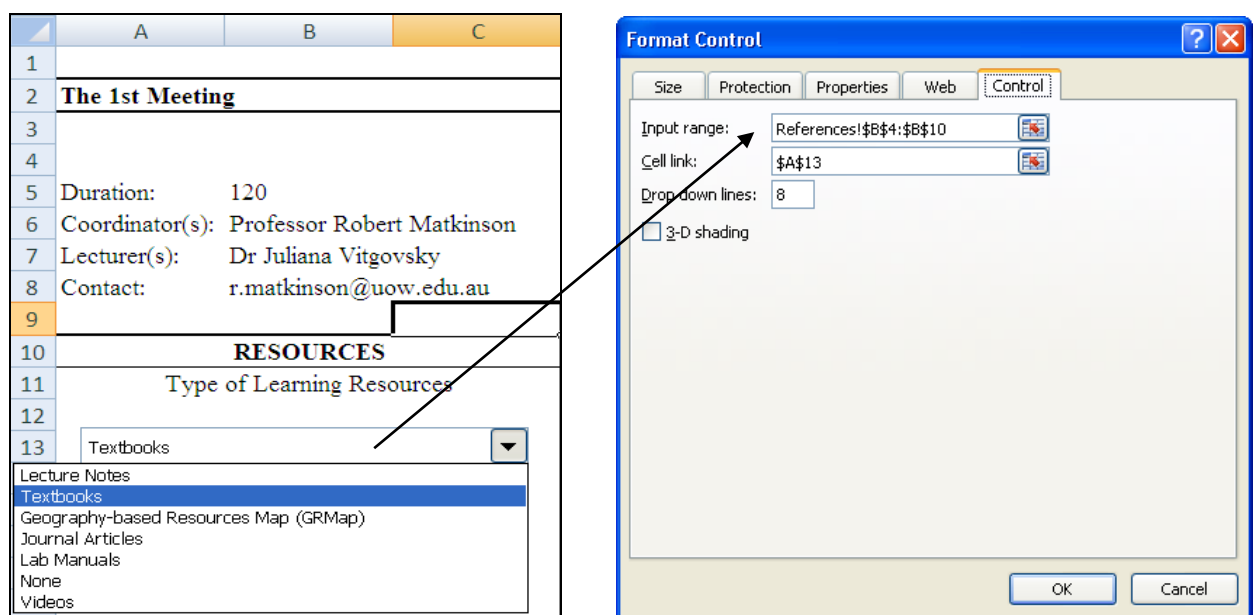 A B C
1
2 The 1st Meeting
3
4
5 Duration: 120
6 Coordinator(s): Professor Robert Matkinson
7 Lecturer(s): Dr Juliana Vitgovsky
8 Contact: r.matkinson@uow.edu.au
9
10 RESOURCES
11 Type of Learning Resources
12
13 Textbooks
Lecture Notes
Textbooks
Geography-based Resources Map (GRMap)
Journal Articles
Lab Manuals
None
Videos
Format Control
Size Protection Properties Web Control
Input range: References!$B$4:$B$10
Cell link: $A$13
Drop down lines: 8
3-D shading
OK Cancel